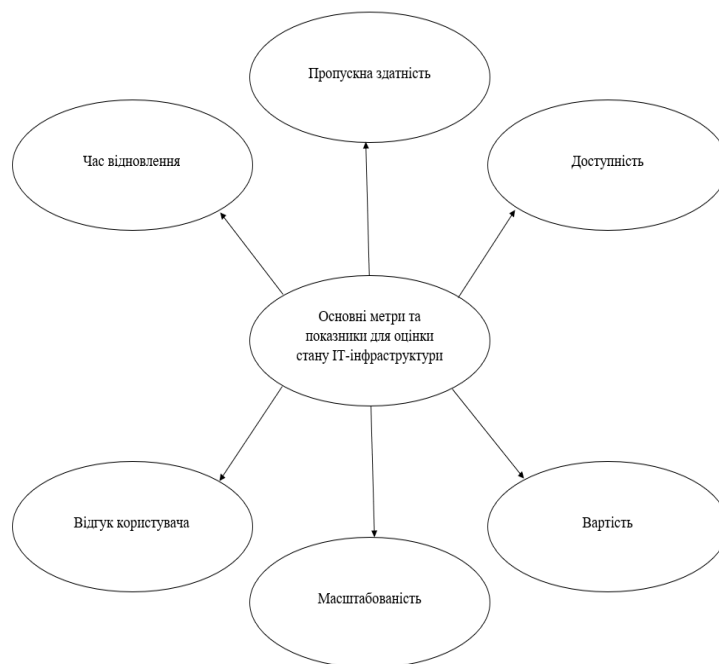 Пропускна здатність
Час відновлення
Доступність
Основні метри та
показники для оцінки
стану ІТ-інфраструктури
Відгук користувача
Вартість
Масштабованість